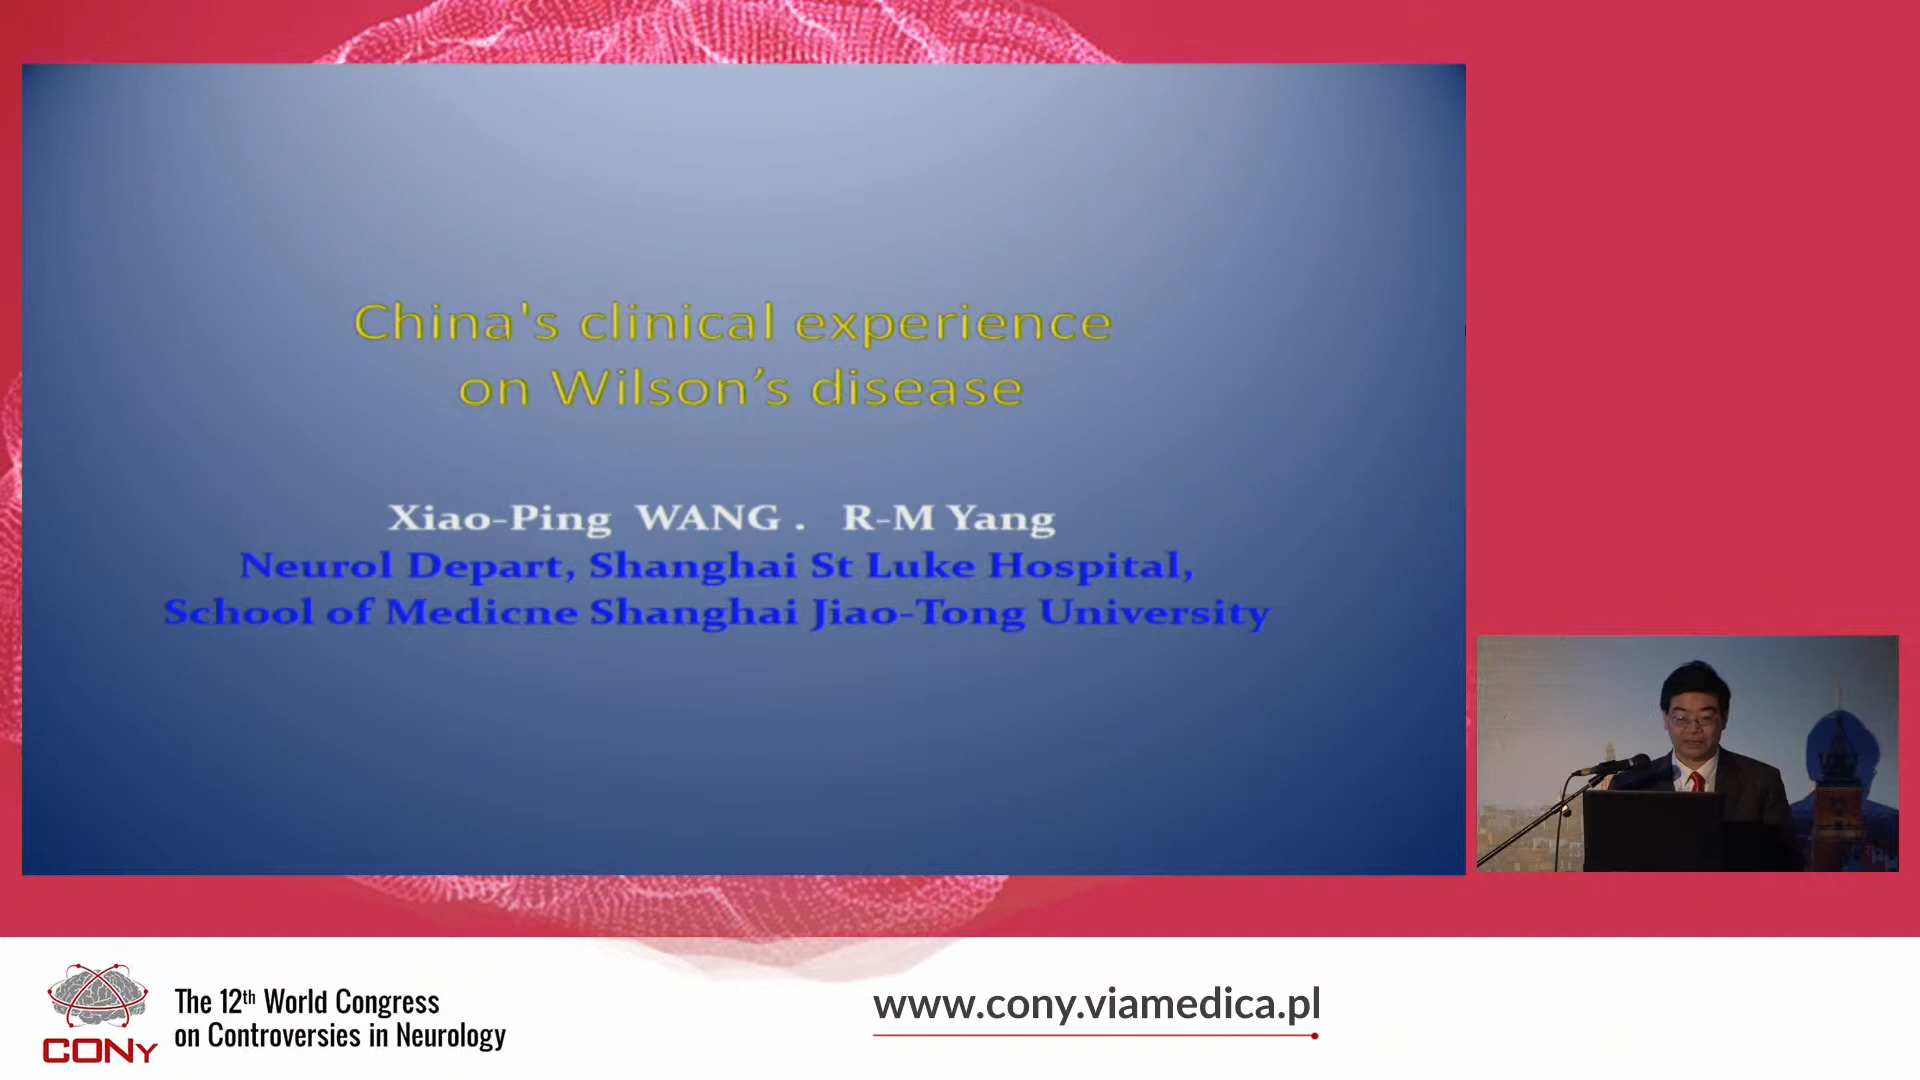 China's clinical experience
on Wilson’s disease
Xiao-Ping WANG . R-M Yang
Neurol Depart, Shanghai St Luke Hospital,
School of Medicne Shanghai Jiao-Tong University
CONy
The 12th World Congress
on Controversies in Neurology
www.cony.viamedica.pl